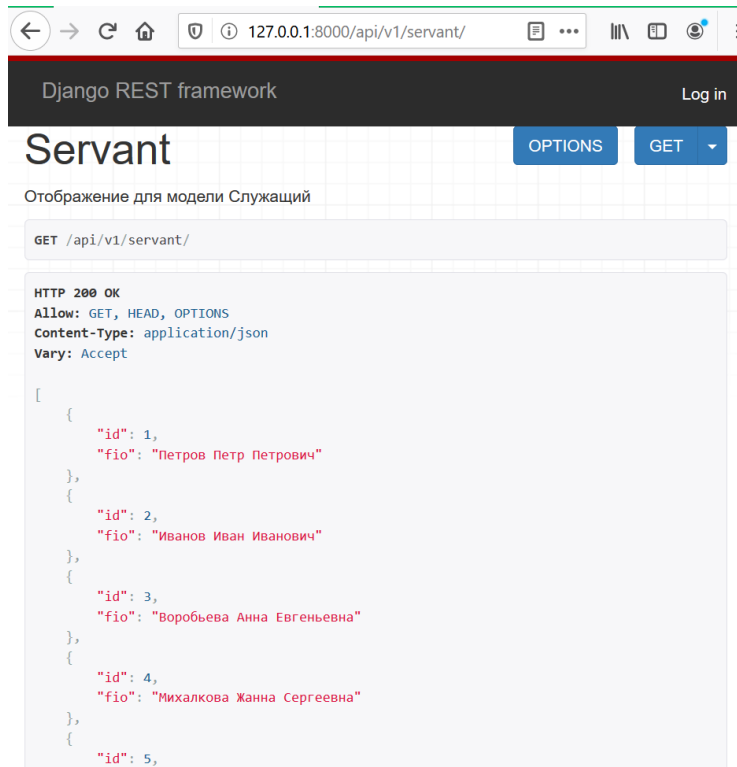 127.0.0.1:8000/api/v1/servant/
Django REST framework
Log in
Servant
OPTIONS
GET
Отображение для модели Служащий
GET /api/v1/servant/
HTTP 200 OK
Allow: GET, HEAD, OPTIONS
Content-Type: application/json
Vary: Accept
[
{
"id": 1,
"fio": "Петров Петр Петрович"
},
{
"id": 2,
"fio": "Иванов Иван Иванович"
},
{
"id": 3,
"fio": "Воробьева Анна Евгеньевна"
},
{
"id": 4,
"fio": "Михалкова Жанна Сергеевна"
},
{
"id": 5,